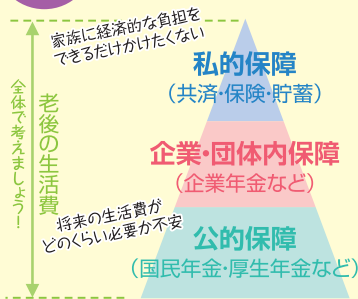 家族に経済的な負担を
できるだけかけたくない
私的保障
（共済・保険・貯蓄）
老後の生活費
全体で考えましょう！
企業・団体内保障
（企業年金など）
将来の生活費が
どのくらい必要か不安
公的保障
（国民年金・厚生年金など）